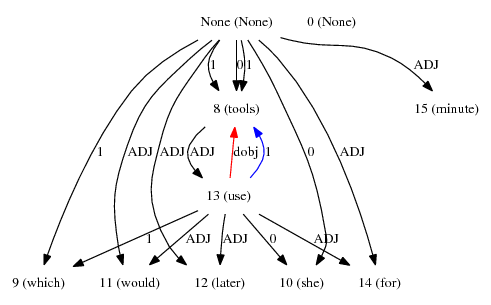 None (None) 0 (None)
1 0 1 ADJ
8 (tools) 15 (minute)
1 ADJ ADJ ADJ dobj 1 0 ADJ
13 (use)
1 ADJ ADJ 0 ADJ
9 (which) 11 (would) 12 (later) 10 (she) 14 (for)